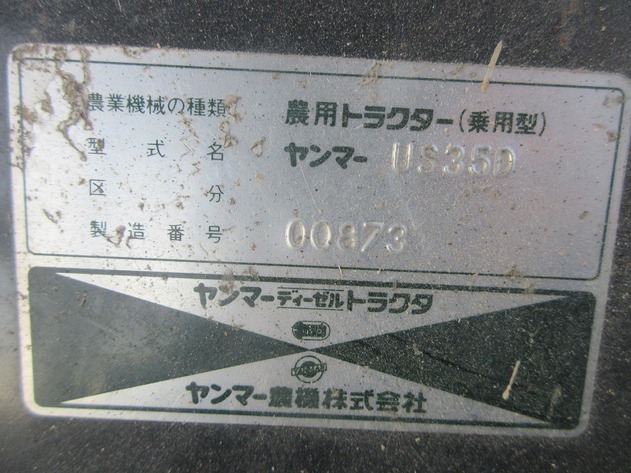 農業機械の種類 農用トラクター(乗用型)
型式名 ヤンマー US35D
区分
製造番号 00873
ヤンマーディーゼルトラクタ
ヤンマー農機株式会社